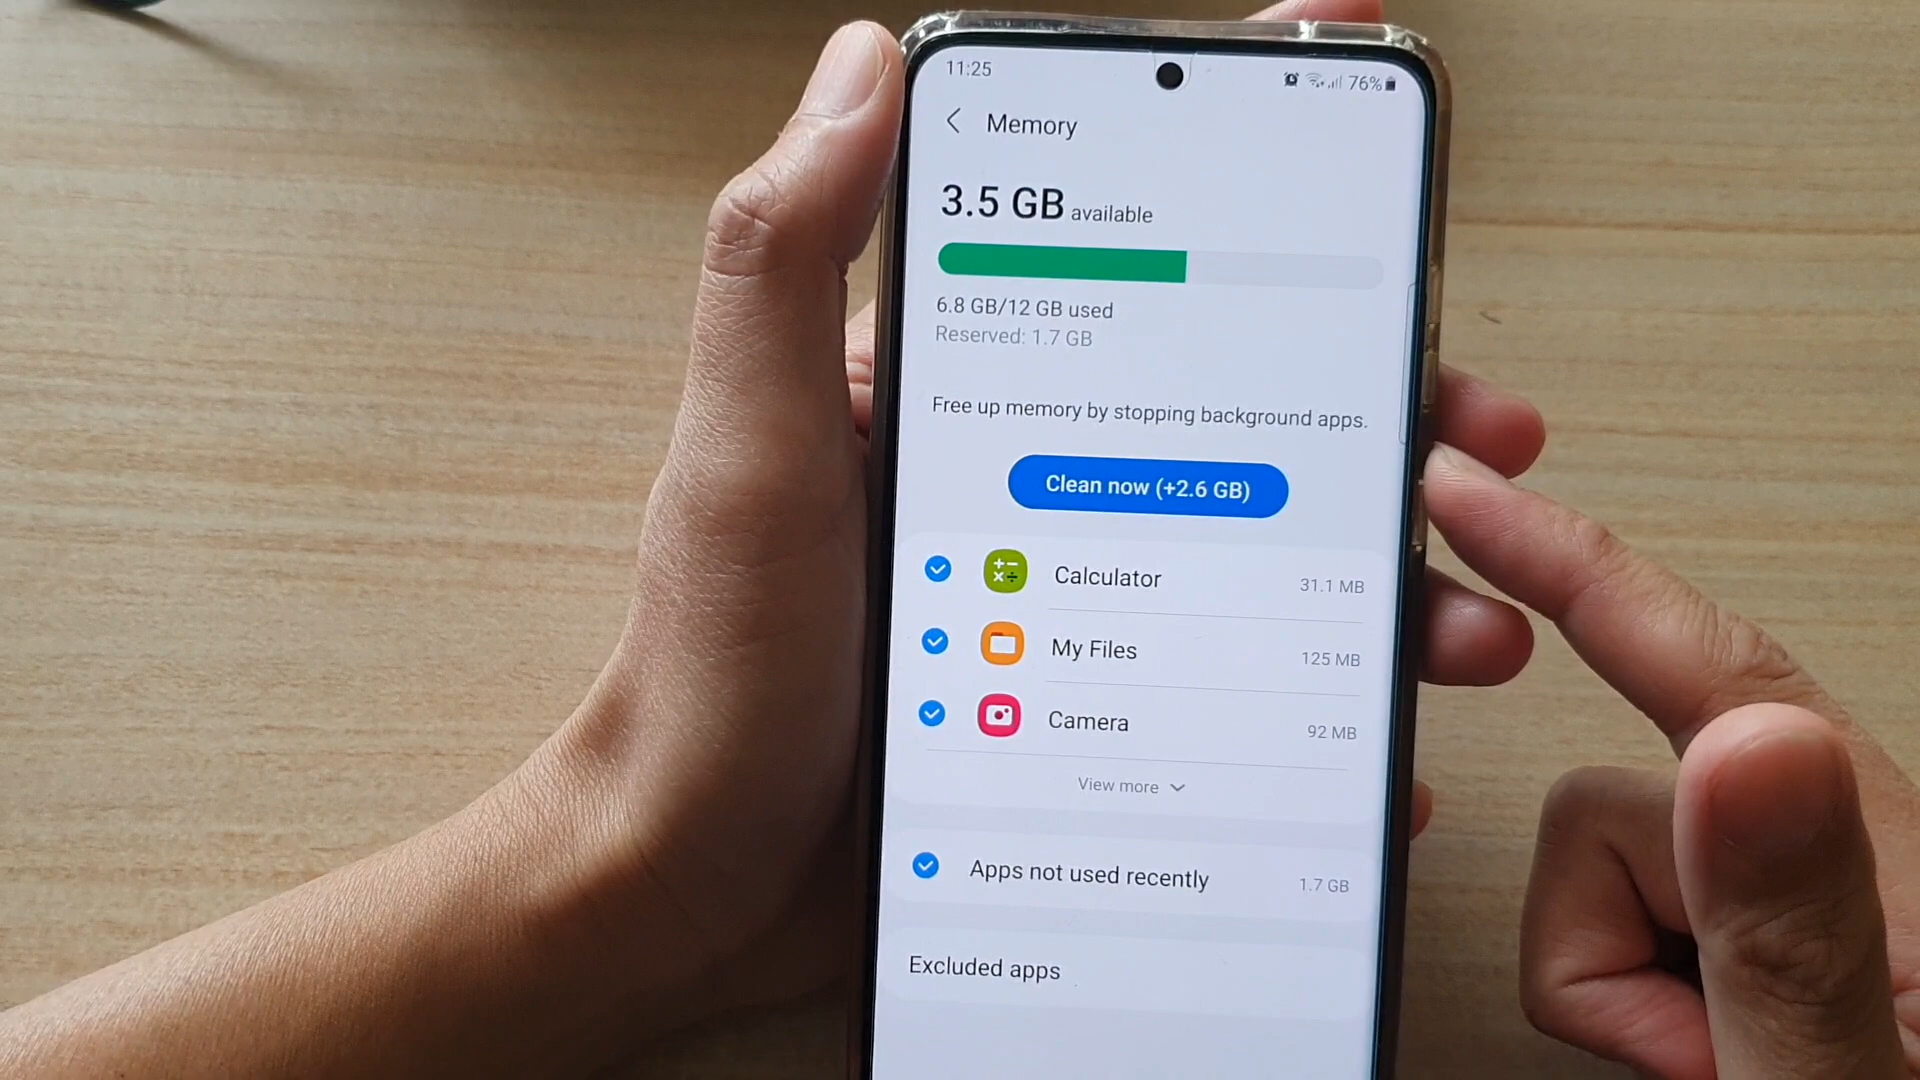 11:25
76%
Memory
3.5 GB available
6.8 GB/12 GB used
Reserved: 1.7 GB
Free up memory by stopping background apps.
Clean now (+2.6 GB)
Calculator 31.1 MB
My Files 125 MB
Camera 92 MB
View more
Apps not used recently 1.7 GB
Excluded apps